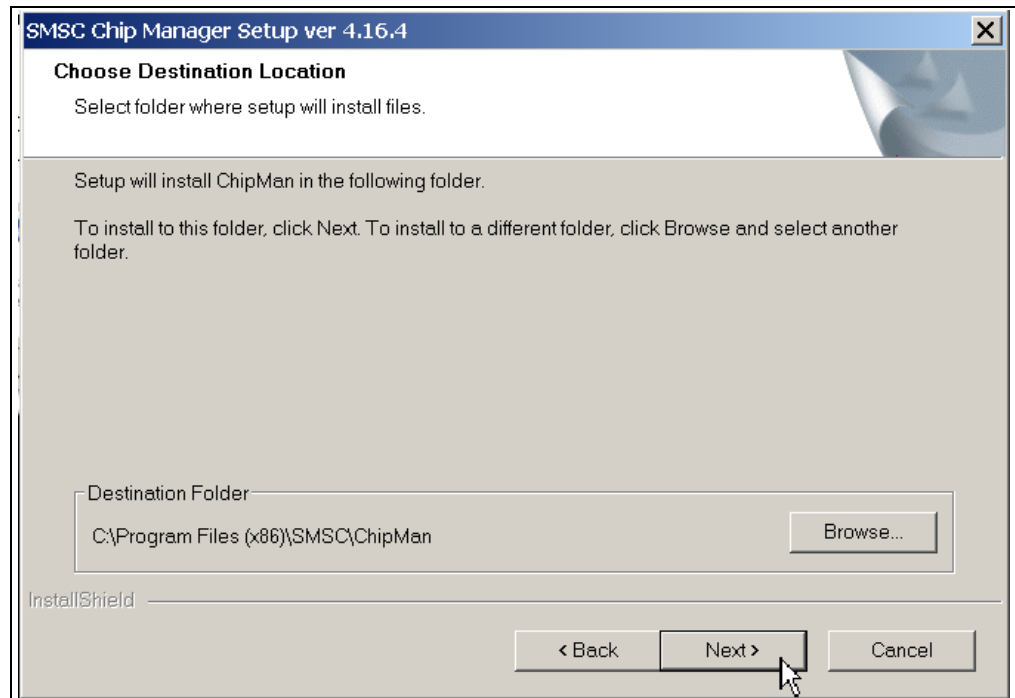 SMSC Chip Manager Setup ver 4.16.4
Choose Destination Location
Select folder where setup will install files.
Setup will install ChipMan in the following folder.
To install to this folder, click Next. To install to a different folder, click Browse and select another
folder.
Destination Folder
C:\Program Files (x86)\SMSC\ChipMan
Browse...
InstallShield
< Back
Next >
Cancel